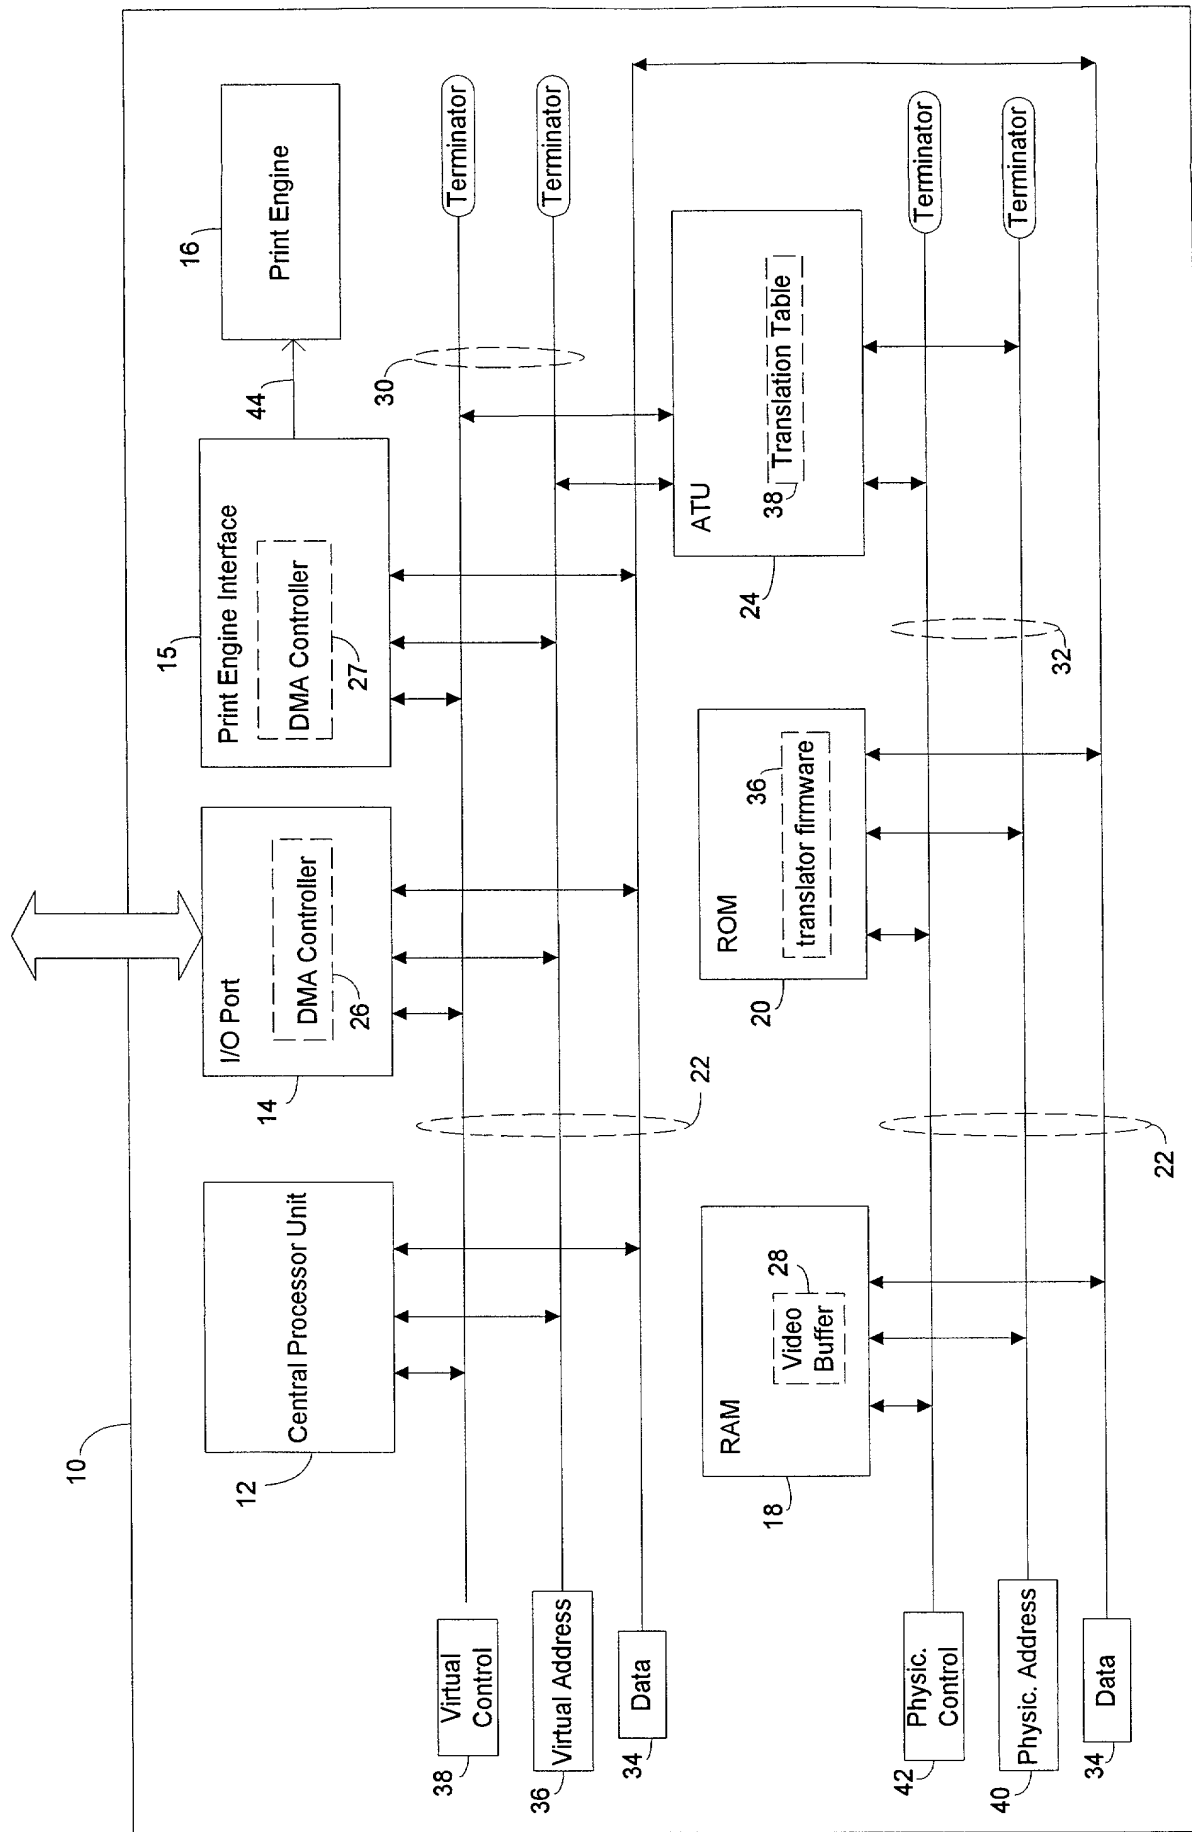 10
12
Central Processor Unit
14
I/O Port
DMA Controller
26
15
Print Engine Interface
DMA Controller
27
44
16
Print Engine
38
Virtual
Control
Terminator
36
Virtual Address
Terminator
34
Data
22
30
18
RAM
Video
Buffer
28
20
ROM
translator firmware
36
24
ATU
38
Translation Table
42
Physic.
Control
Terminator
40
Physic. Address
Terminator
34
Data
22
32